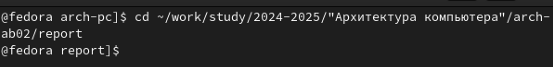 @fedora arch-pc]$ cd ~/work/study/2024-2025/"Архитектура компьютера"/arch-
ab02/report
@fedora report]$